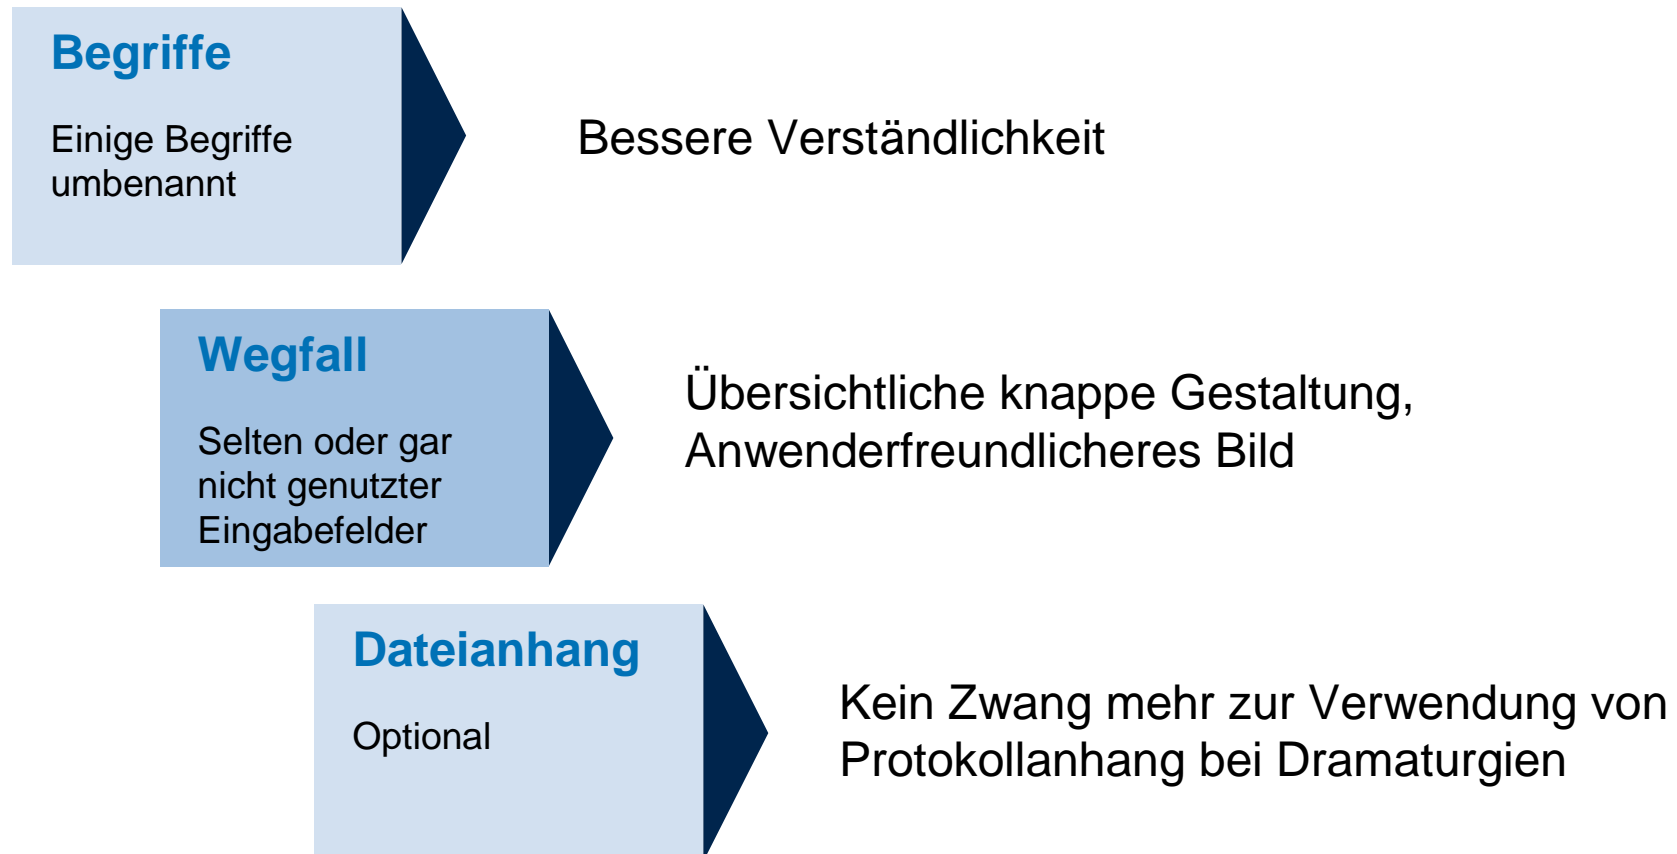 Begriffe
Einige Begriffe
umbenannt
Bessere Verständlichkeit
Wegfall
Selten oder gar
nicht genutzter
Eingabefelder
Übersichtliche knappe Gestaltung,
Anwenderfreundlicheres Bild
Dateianhang
Optional
Kein Zwang mehr zur Verwendung von
Protokollanhang bei Dramaturgien